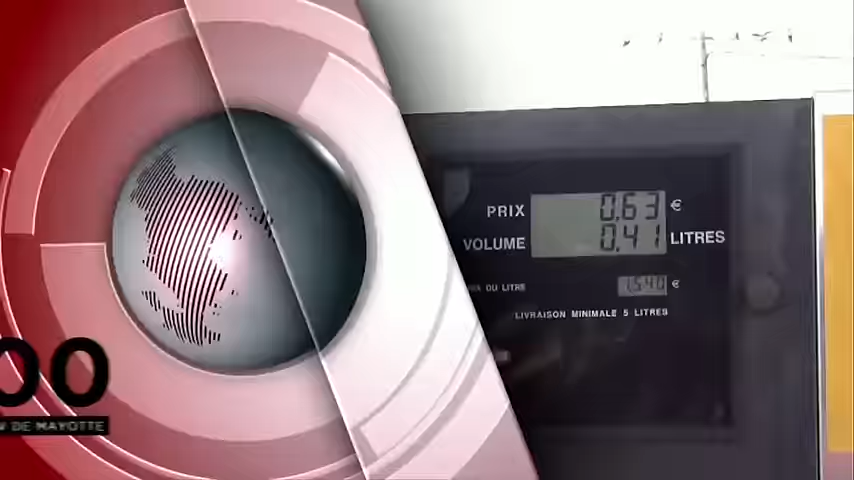 PRIX 0,63 €
VOLUME 0,41 LITRES
DU LITRE 1,540 €
LIVRAISON MINIMALE 5 LITRES
00
DE MAYOTTE